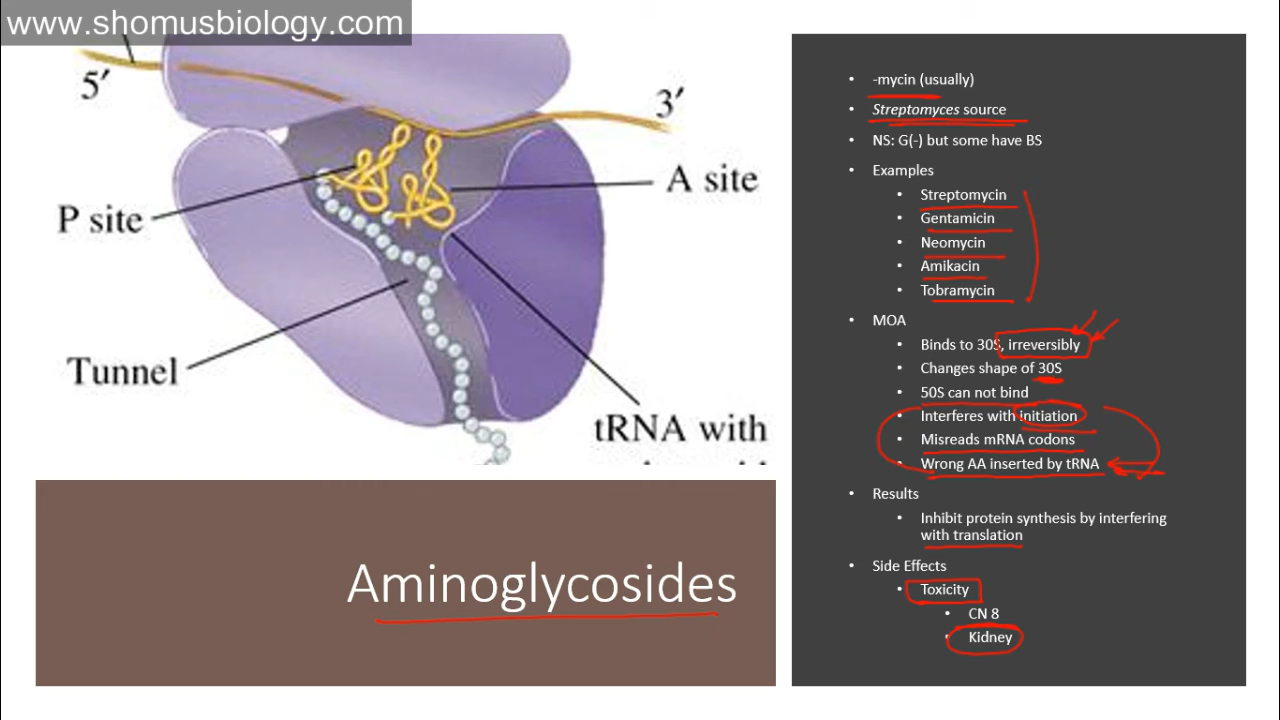 www.shomusbiology.com
5′
3′
P site
A site
Tunnel
tRNA with
Aminoglycosides
• -mycin (usually)
• Streptomyces source
• NS: G(-) but some have BS
• Examples
• Streptomycin
• Gentamicin
• Neomycin
• Amikacin
• Tobramycin
• MOA
• Binds to 30S, irreversibly
• Changes shape of 30S
• 50S can not bind
• Interferes with initiation
• Misreads mRNA codons
• Wrong AA inserted by tRNA
• Results
• Inhibit protein synthesis by interfering
with translation
• Side Effects
• Toxicity
• CN 8
• Kidney